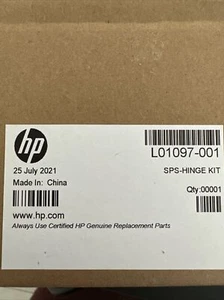 hp
L01097-001
25 July 2021
SPS-HINGE KIT
Made In: China
Qty:00001
www.hp.com
Always Use Certified HP Genuine Replacement Parts